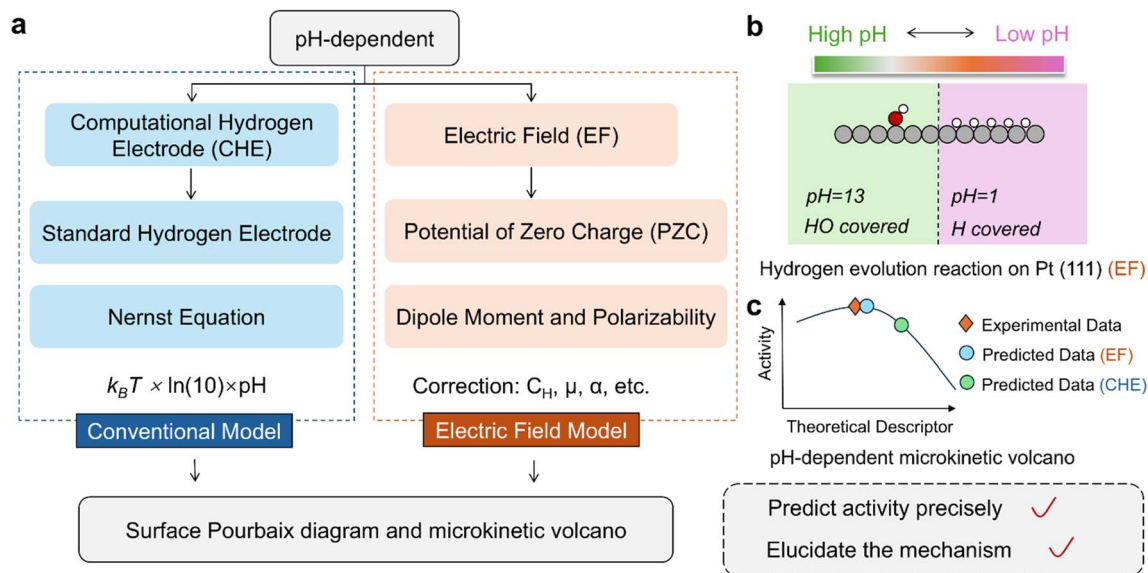 a
pH-dependent
Computational Hydrogen
Electrode (CHE)
Standard Hydrogen Electrode
Nernst Equation
k_BT × ln(10)×pH
Conventional Model
Electric Field (EF)
Potential of Zero Charge (PZC)
Dipole Moment and Polarizability
Correction: C_H, μ, α, etc.
Electric Field Model
Surface Pourbaix diagram and microkinetic volcano
b
High pH
Low pH
pH=13
HO covered
pH=1
H covered
Hydrogen evolution reaction on Pt (111) (EF)
c
Activity
Theoretical Descriptor
Experimental Data
Predicted Data (EF)
Predicted Data (CHE)
pH-dependent microkinetic volcano
Predict activity precisely
Elucidate the mechanism